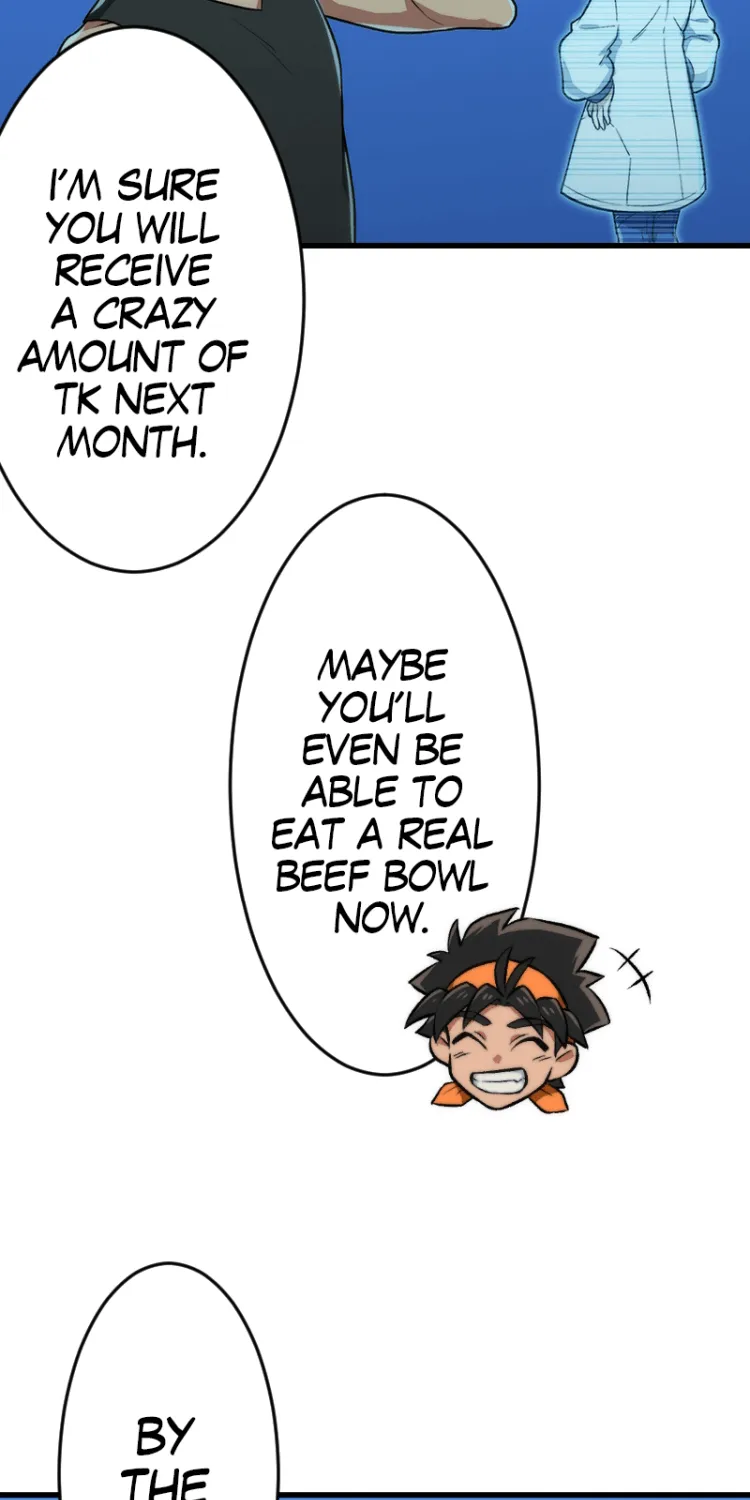 I'M SURE
YOU WILL
RECEIVE
A CRAZY
AMOUNT OF
TK NEXT
MONTH.
MAYBE
YOU'LL
EVEN BE
ABLE TO
EAT A REAL
BEEF BOWL
NOW.
BY
THE